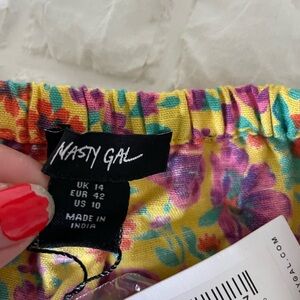 NASTY GAL
UK 14
EUR 42
US 10
MADE IN
INDIA